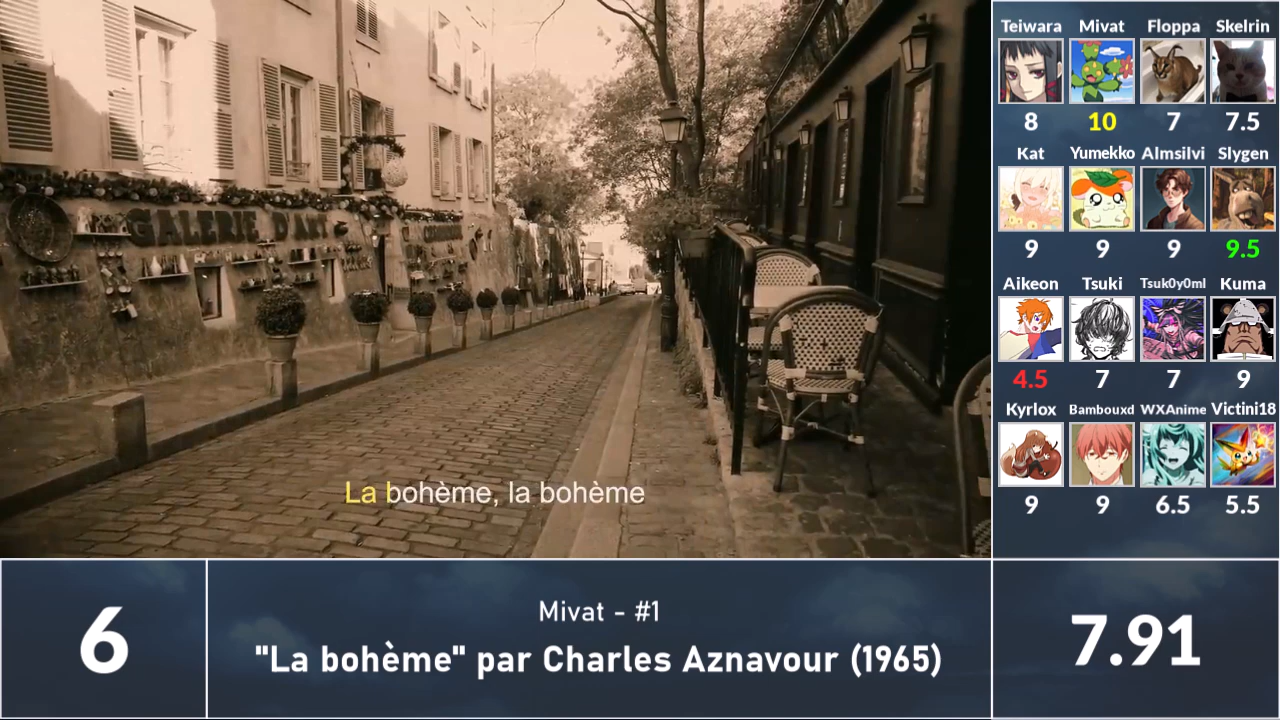 Teiwara Mivat Floppa Skelrin
8 10 7 7.5
Kat Yumekko Almsilvi Slygen
9 9 9 9.5
Aikeon Tsuki Tsuk0y0ml Kuma
4.5 7 7 9
Kyrlox Bambouxd WXAnime Victini18
9 9 6.5 5.5
GALERIE D'ART
La bohème, la bohème
6
Mivat - #1
"La bohème" par Charles Aznavour (1965)
7.91